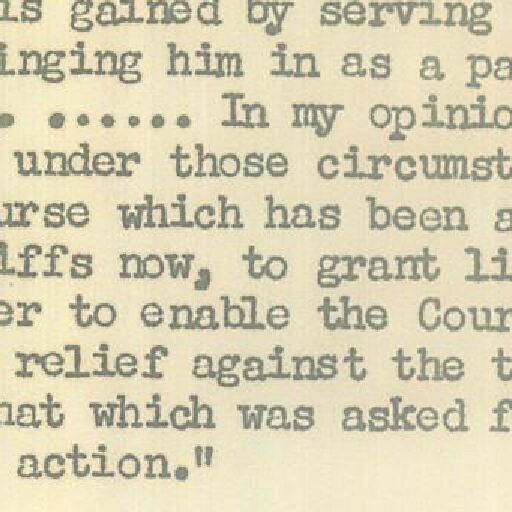 is gained by serving
inging him in as a pa
. ...... In my opinio
under those circumst
urse which has been a
iffs now, to grant li
er to enable the Cour
relief against the t
hat which was asked f
action."